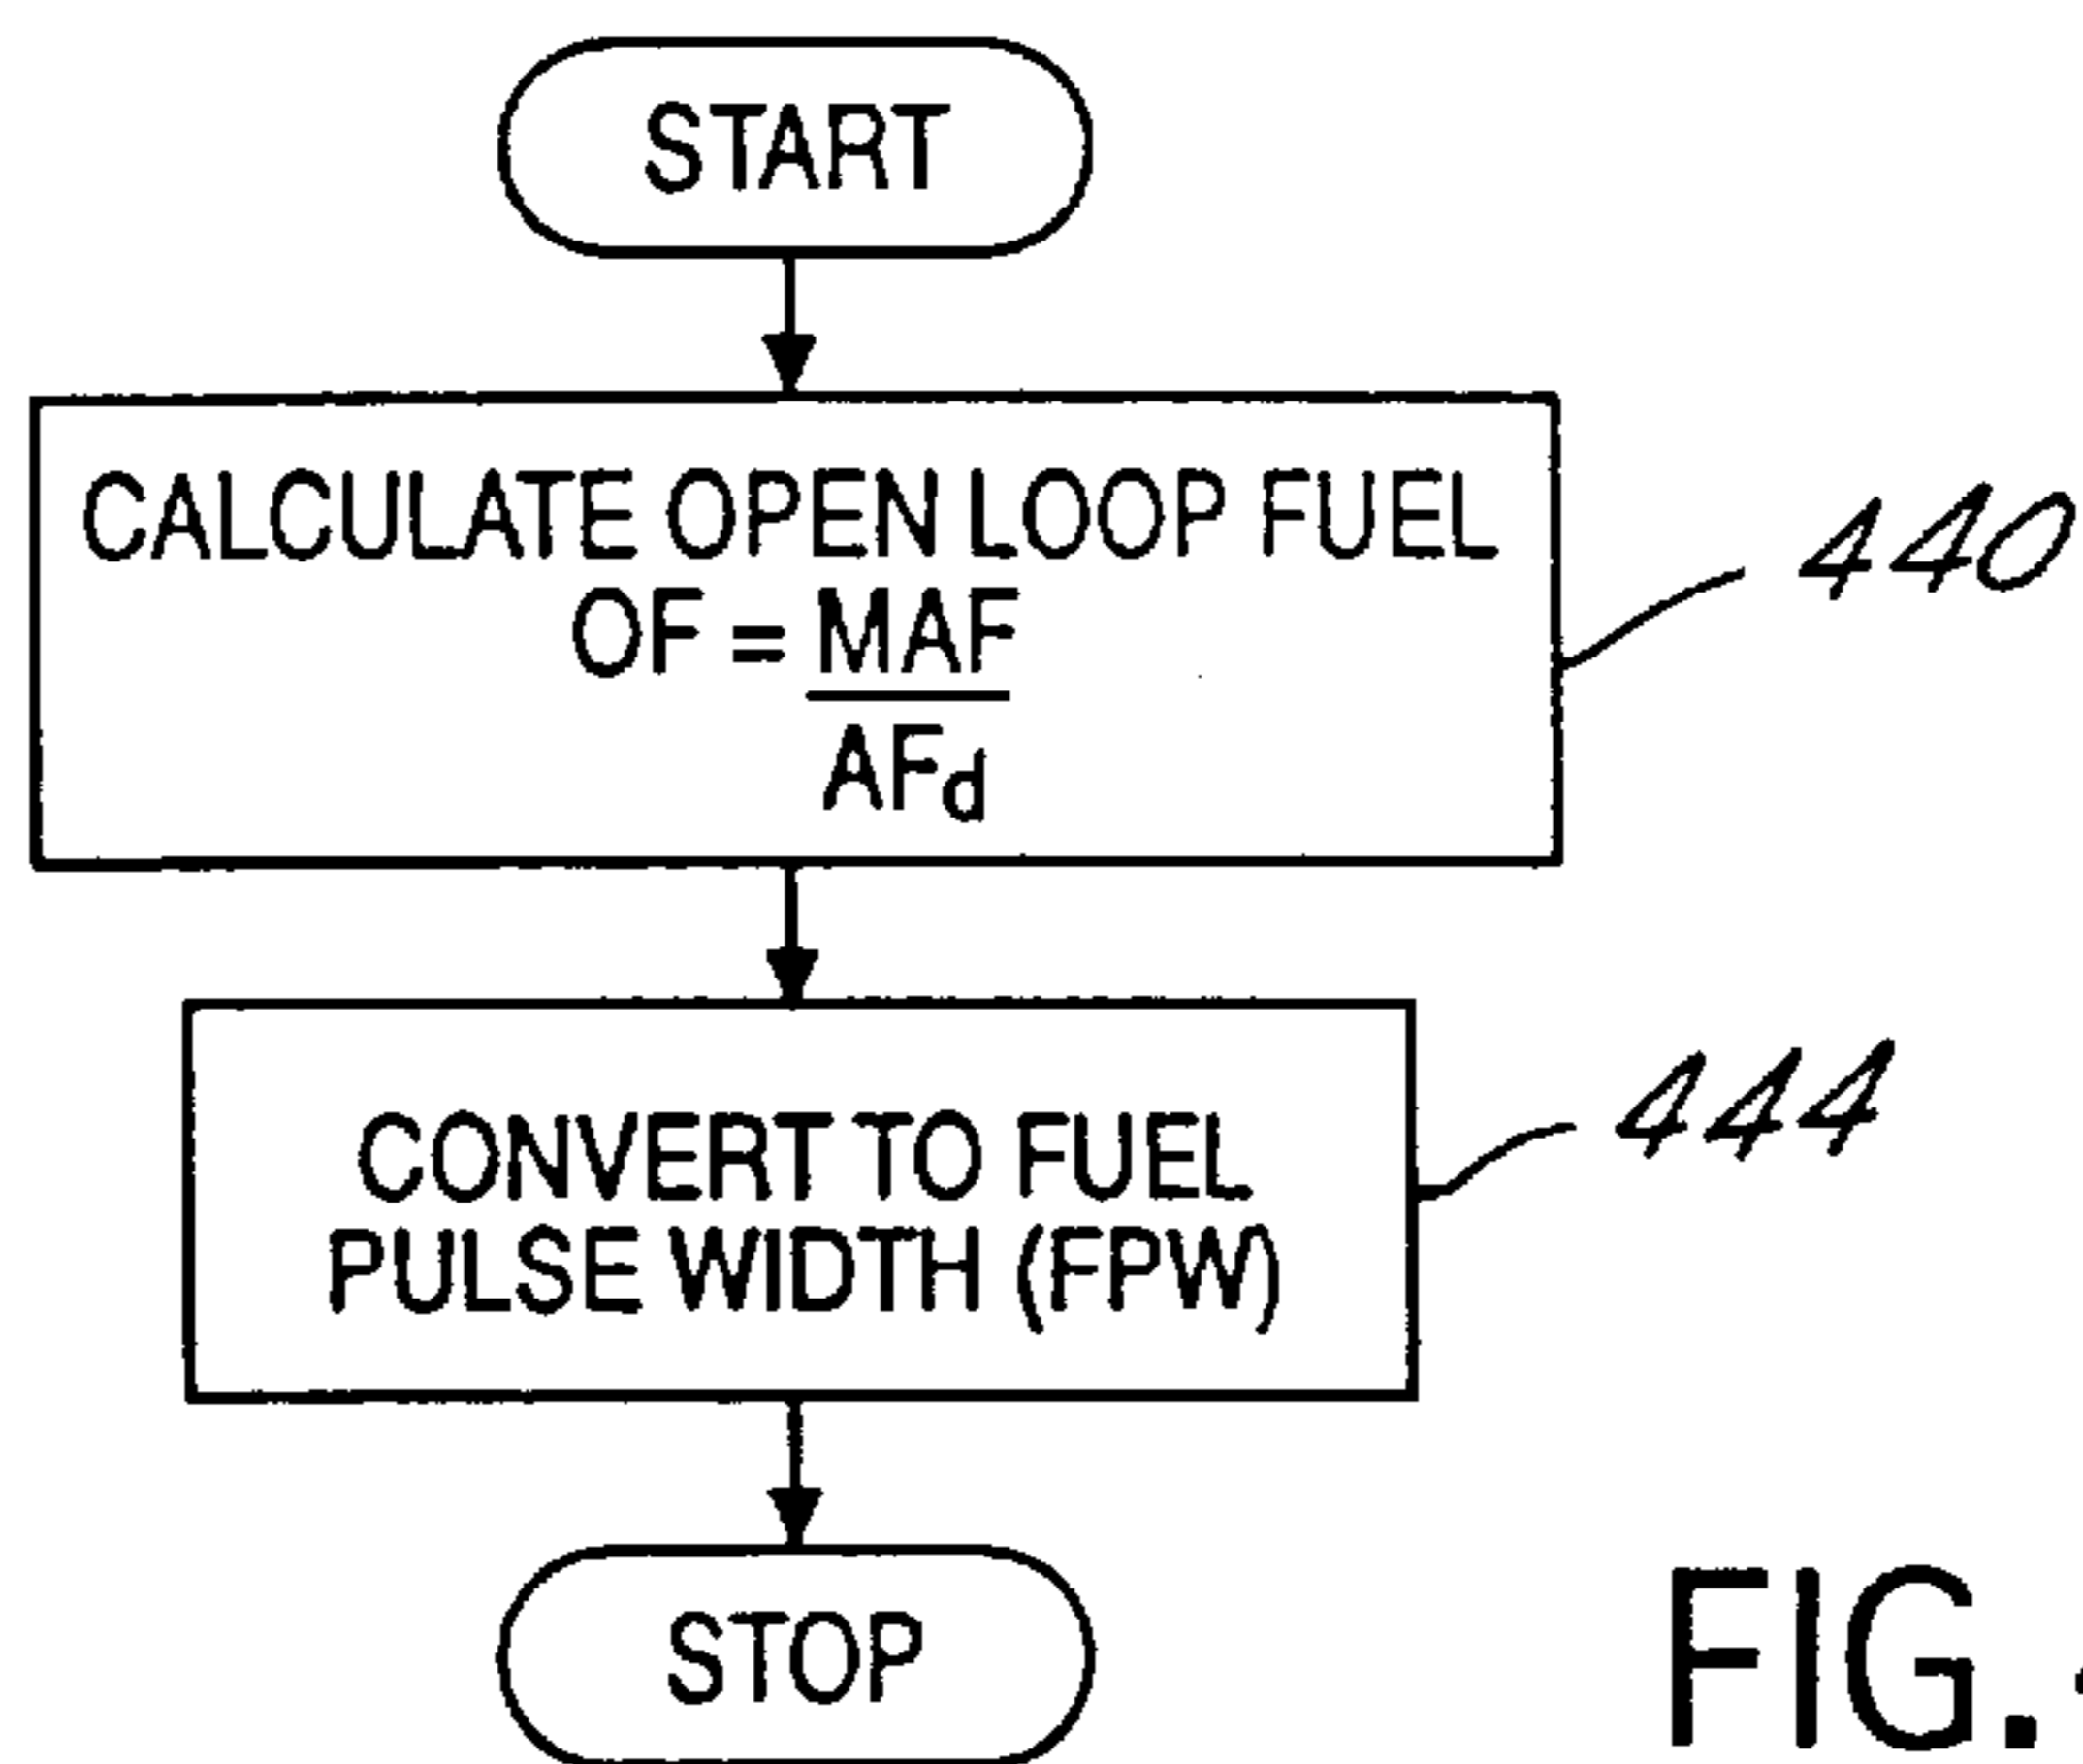 START
CALCULATE OPEN LOOP FUEL
OF = MAF
AFd
440
CONVERT TO FUEL
PULSE WIDTH (FPW)
444
STOP
FIG.